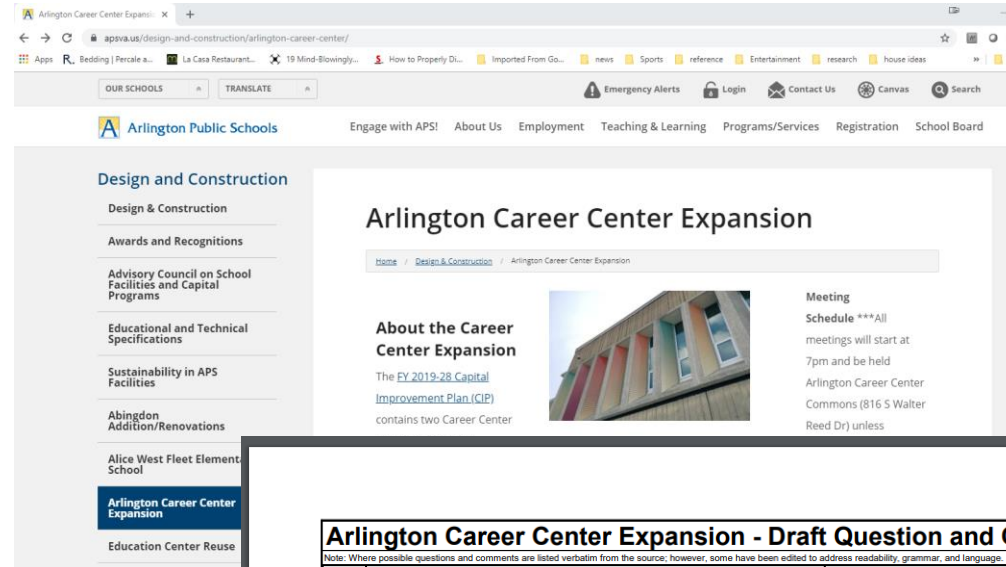 Arlington Career Center Expansi
apsva.us/design-and-construction/arlington-career-center/
Apps
Bedding | Percale a...
La Casa Restaurant...
19 Mind-Blowingly...
How to Properly Di...
Imported From Go...
news
Sports
reference
Entertainment
research
house ideas
OUR SCHOOLS
TRANSLATE
Emergency Alerts
Login
Contact Us
Canvas
Search
Arlington Public Schools
Engage with APS!
About Us
Employment
Teaching & Learning
Programs/Services
Registration
School Board
Design and Construction
Design & Construction
Awards and Recognitions
Advisory Council on School
Facilities and Capital
Programs
Educational and Technical
Specifications
Sustainability in APS
Facilities
Abingdon
Addition/Renovations
Alice West Fleet Element
School
Arlington Career Center
Expansion
Education Center Reuse
Arlington Career Center Expansion
Home / Design & Construction / Arlington Career Center Expansion
About the Career
Center Expansion
The FY 2019-28 Capital
Improvement Plan (CIP)
contains two Career Center
Meeting
Schedule ***All
meetings will start at
7pm and be held
Arlington Career Center
Commons (816 S Walter
Reed Dr) unless
Arlington Career Center Expansion - Draft Question and
Note: Where possible questions and comments are listed verbatim from the source; however, some have been edited to address readability, grammar, and language.